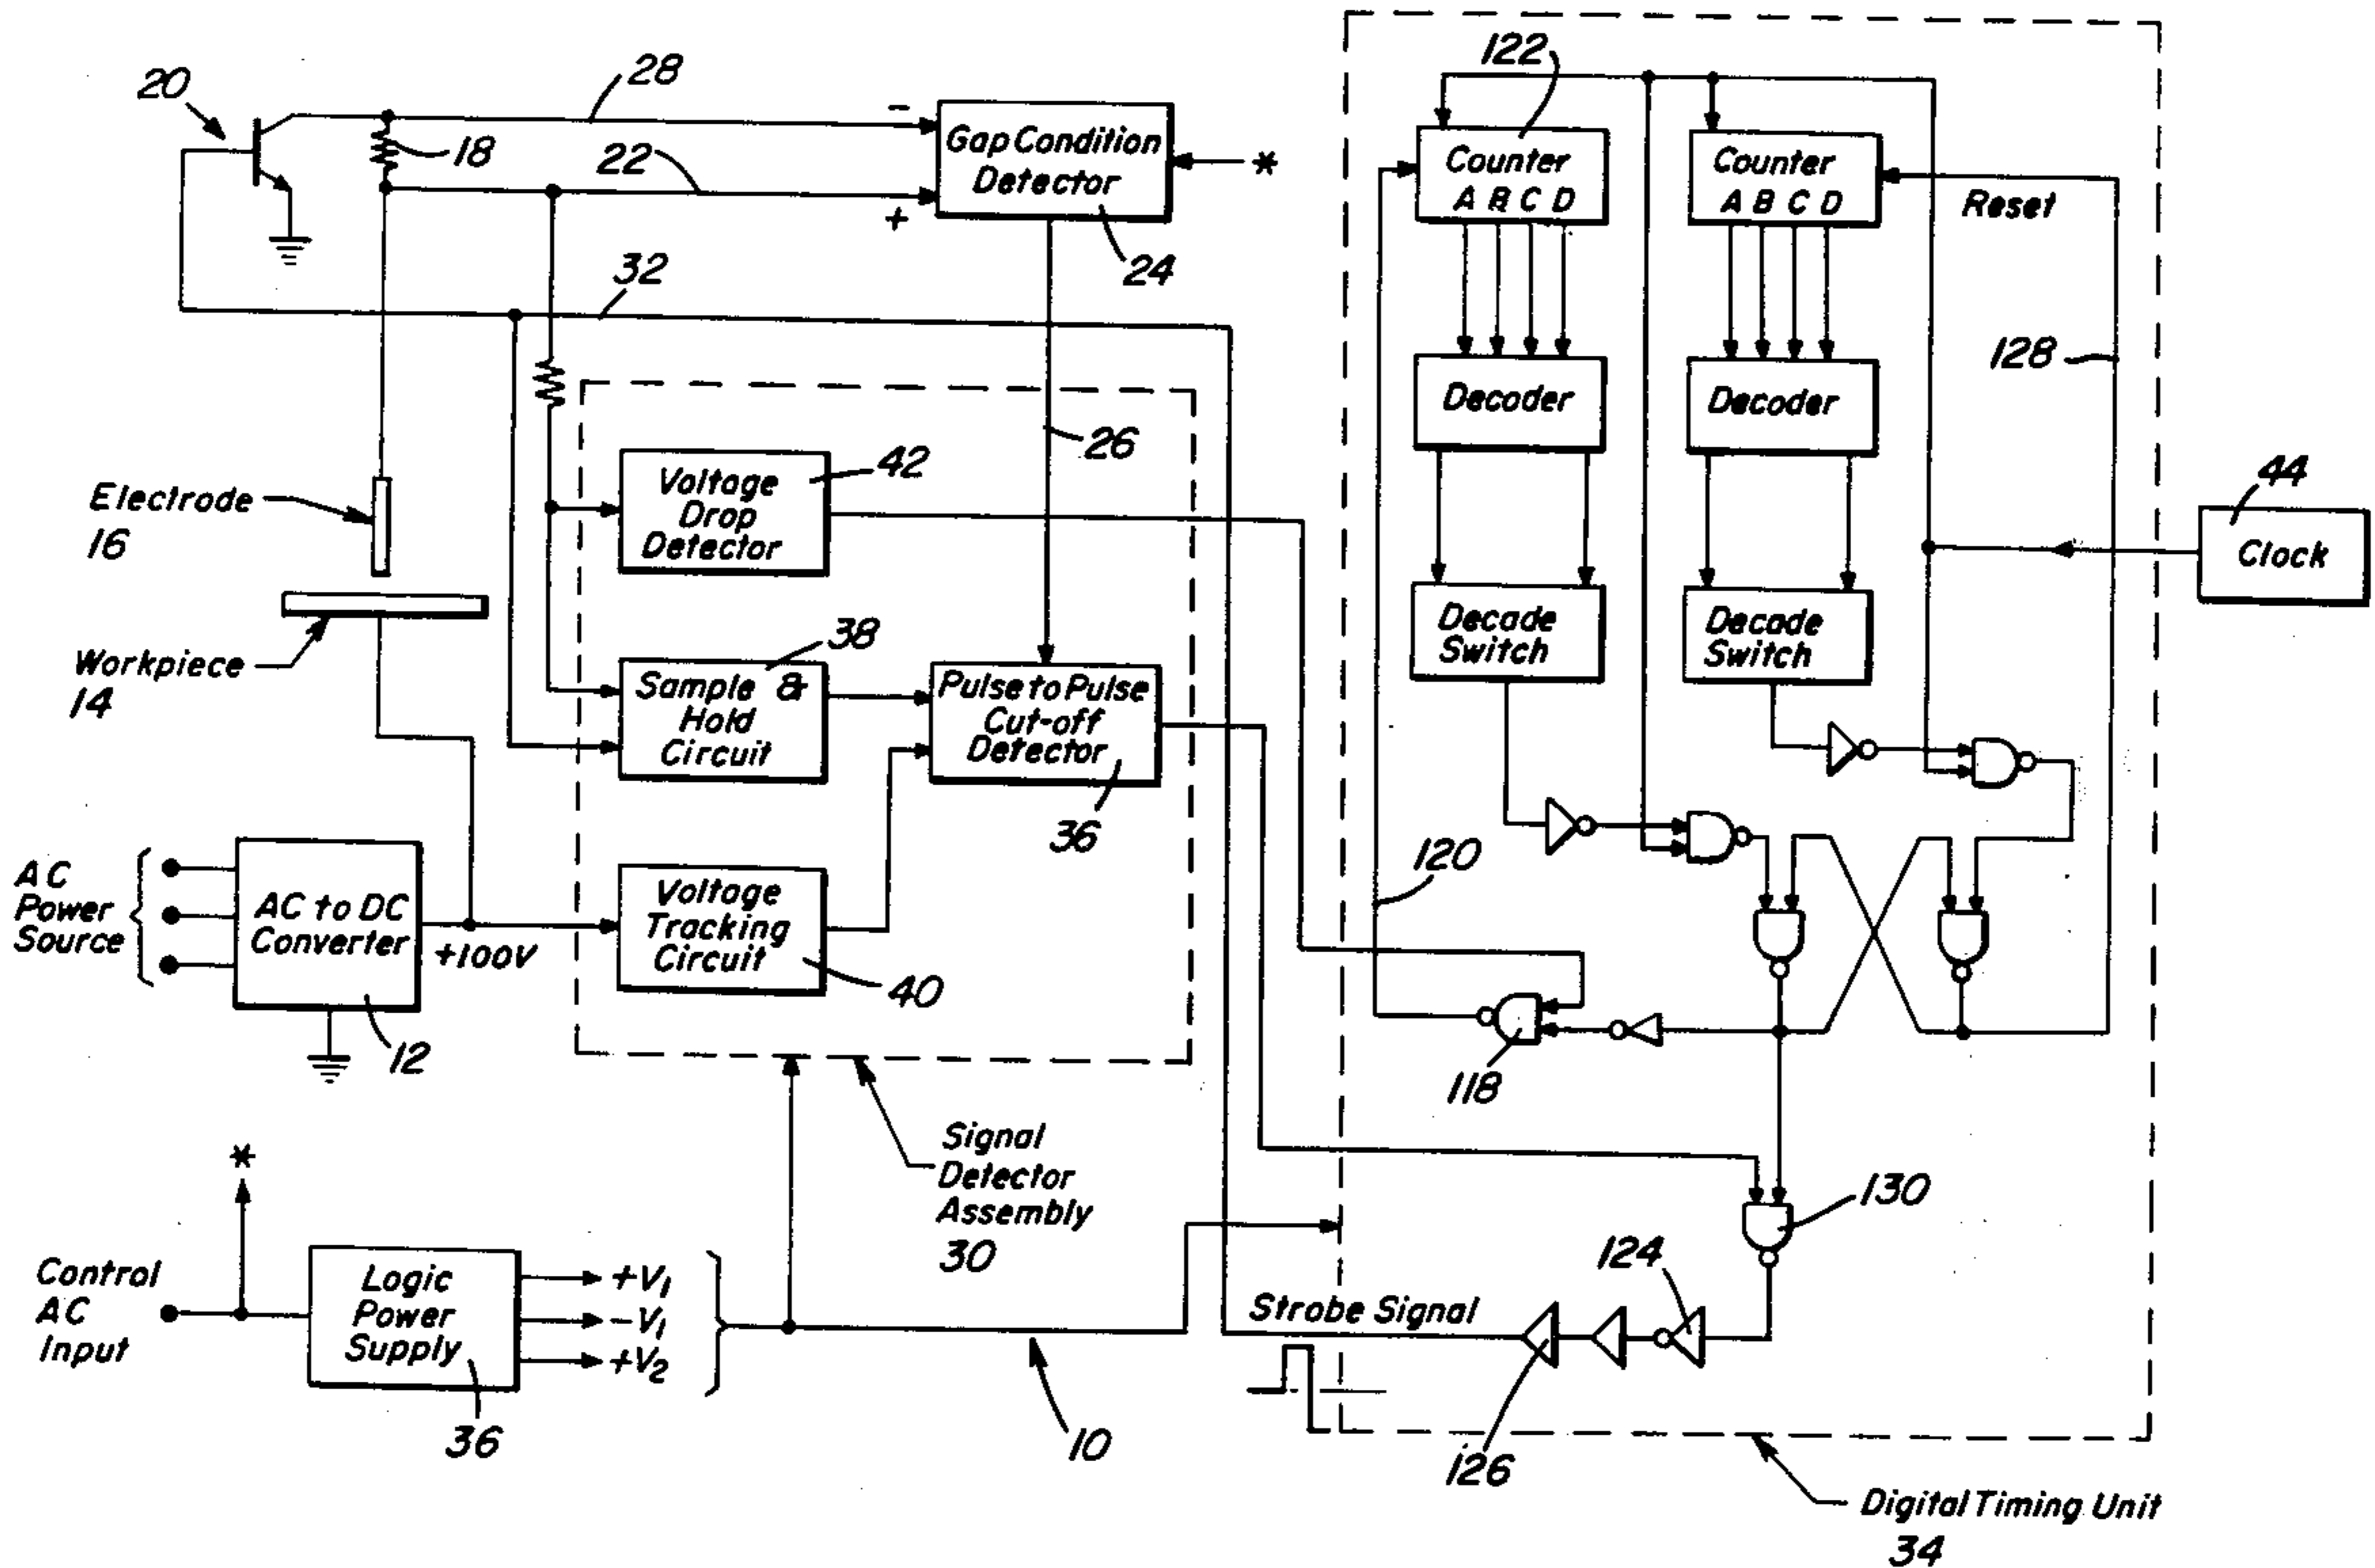 20
28
18
22
-
+
Gap Condition
Detector
*
24
32
26
Electrode
16
Workpiece
14
Voltage
Drop
Detector
42
Sample &
Hold
Circuit
38
Pulse to Pulse
Cut-off
Detector
36
Voltage
Tracking
Circuit
40
AC
Power
Source
AC to DC
Converter
+100V
12
Signal
Detector
Assembly
30
*
Control
AC
Input
Logic
Power
Supply
36
+V1
-V1
+V2
10
122
Counter
A B C D
Counter
A B C D
Reset
128
Decoder
Decoder
44
Clock
Decade
Switch
Decade
Switch
120
118
130
124
Strobe Signal
126
Digital Timing Unit
34